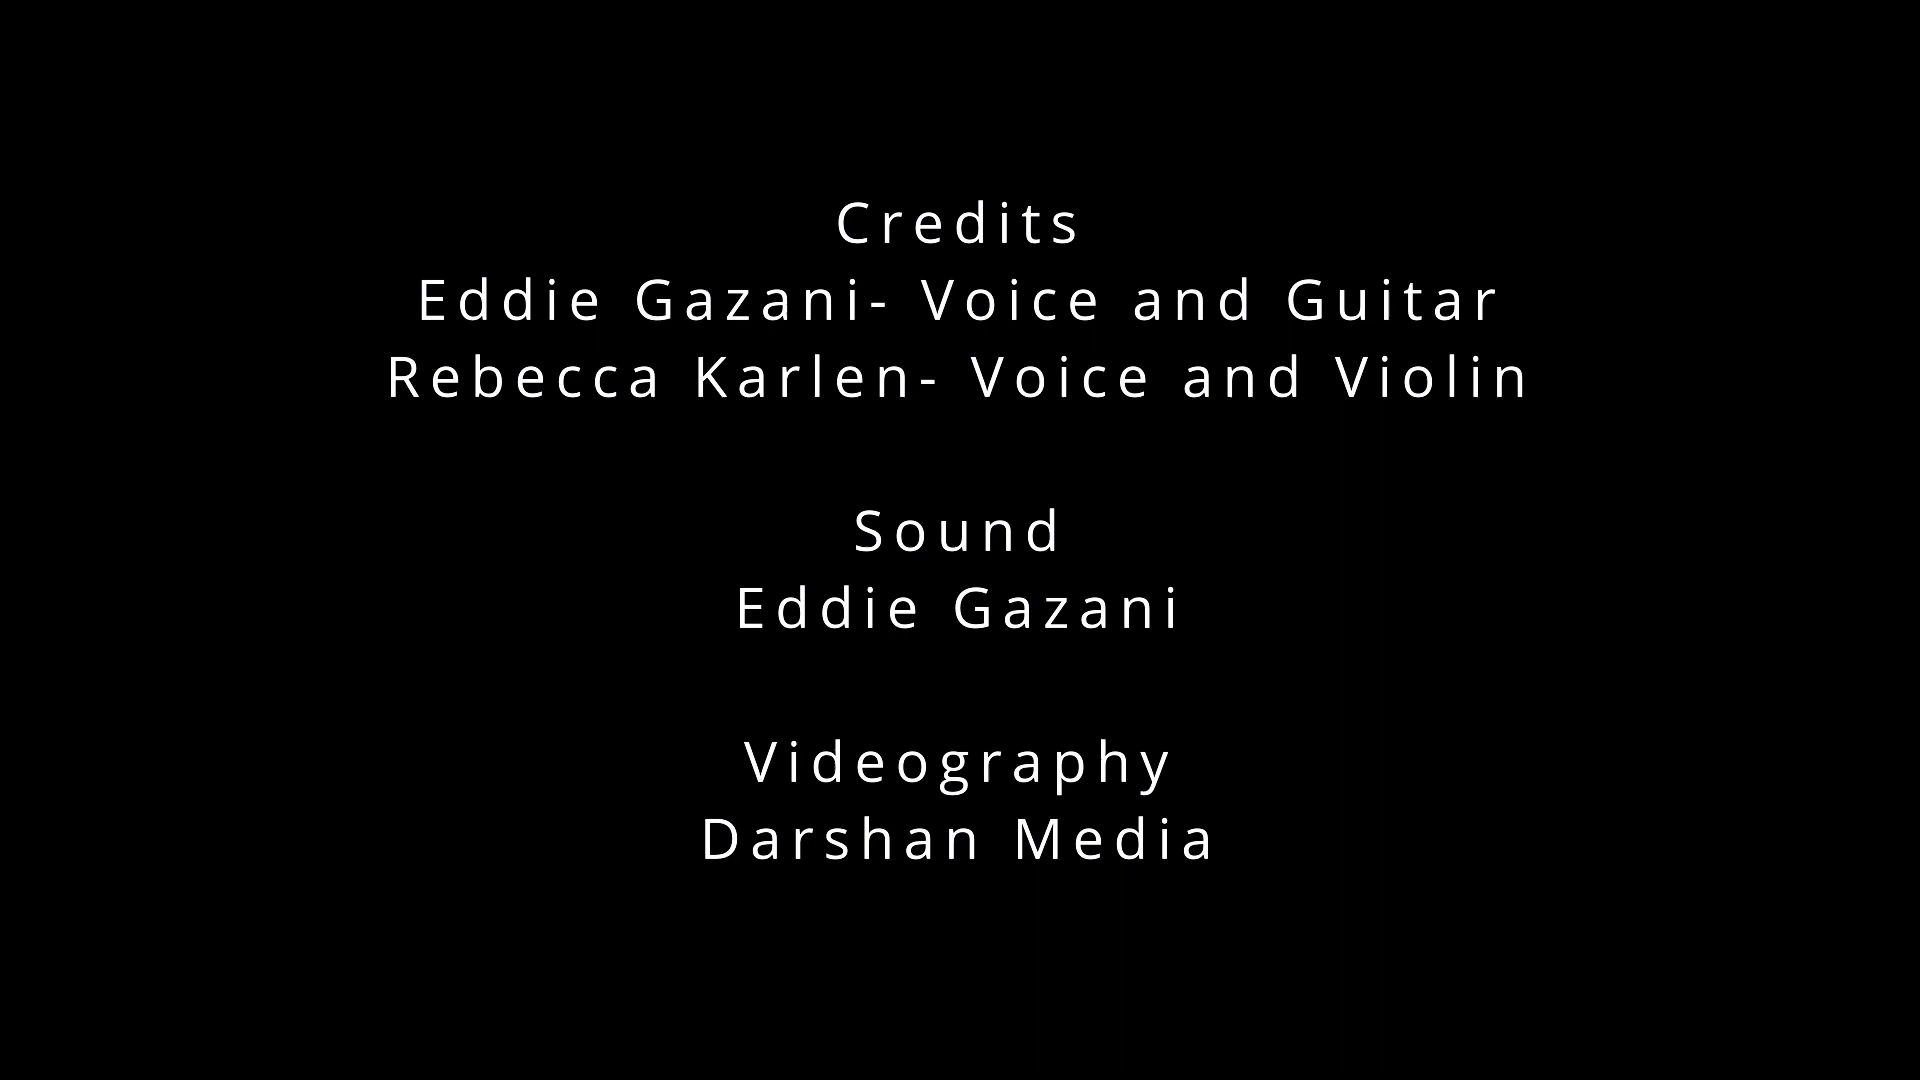 Credits
Eddie Gazani- Voice and Guitar
Rebecca Karlen- Voice and Violin
Sound
Eddie Gazani
Videography
Darshan Media